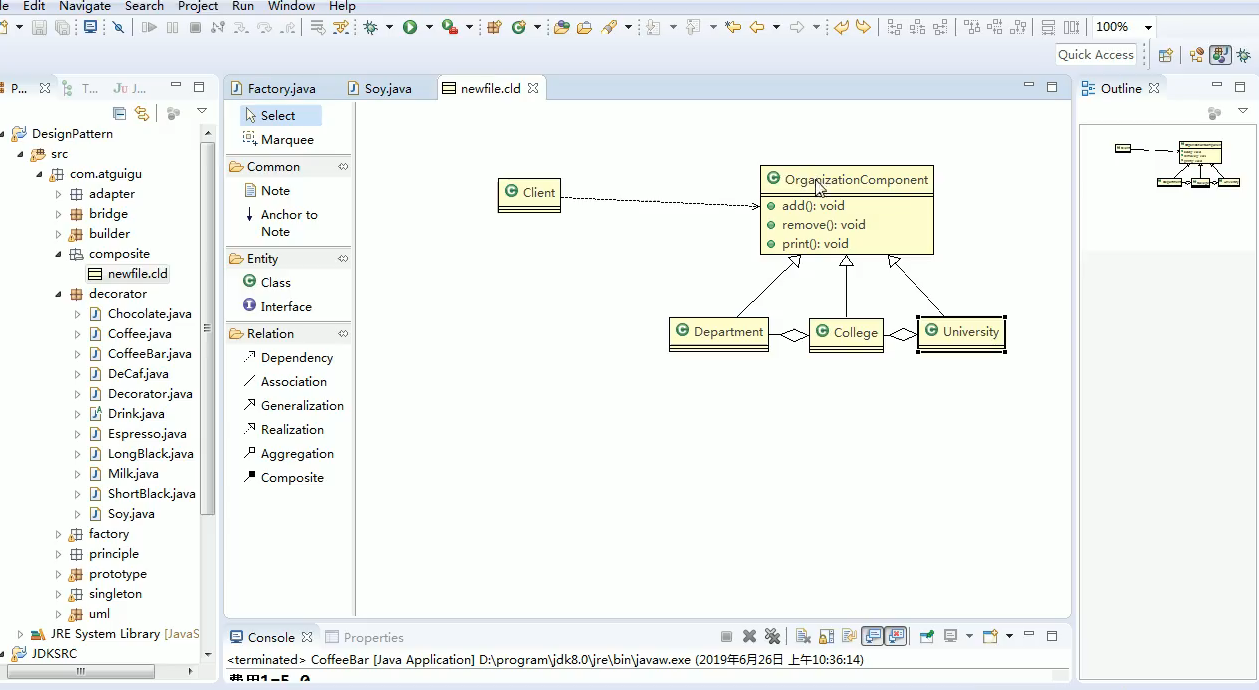 Edit Navigate Search Project Run Window Help
100%
Quick Access
P...
T...
J...
Factory.java
Soy.java
newfile.cld
Outline
DesignPattern
src
com.atguigu
adapter
bridge
builder
composite
newfile.cld
decorator
Chocolate.java
Coffee.java
CoffeeBar.java
DeCaf.java
Decorator.java
Drink.java
Espresso.java
LongBlack.java
Milk.java
ShortBlack.java
Soy.java
factory
principle
prototype
singleton
uml
JRE System Library [JavaS
JDKSRC
Select
Marquee
Common
Note
Anchor to
Note
Entity
Class
Interface
Relation
Dependency
Association
Generalization
Realization
Aggregation
Composite
Client
OrganizationComponent
add(): void
remove(): void
print(): void
Department
College
University
Console
Properties
<terminated> CoffeeBar [Java Application] D:\program\jdk8.0\jre\bin\javaw.exe (2019年6月26日 上午10:36:14)
费用1=5.0